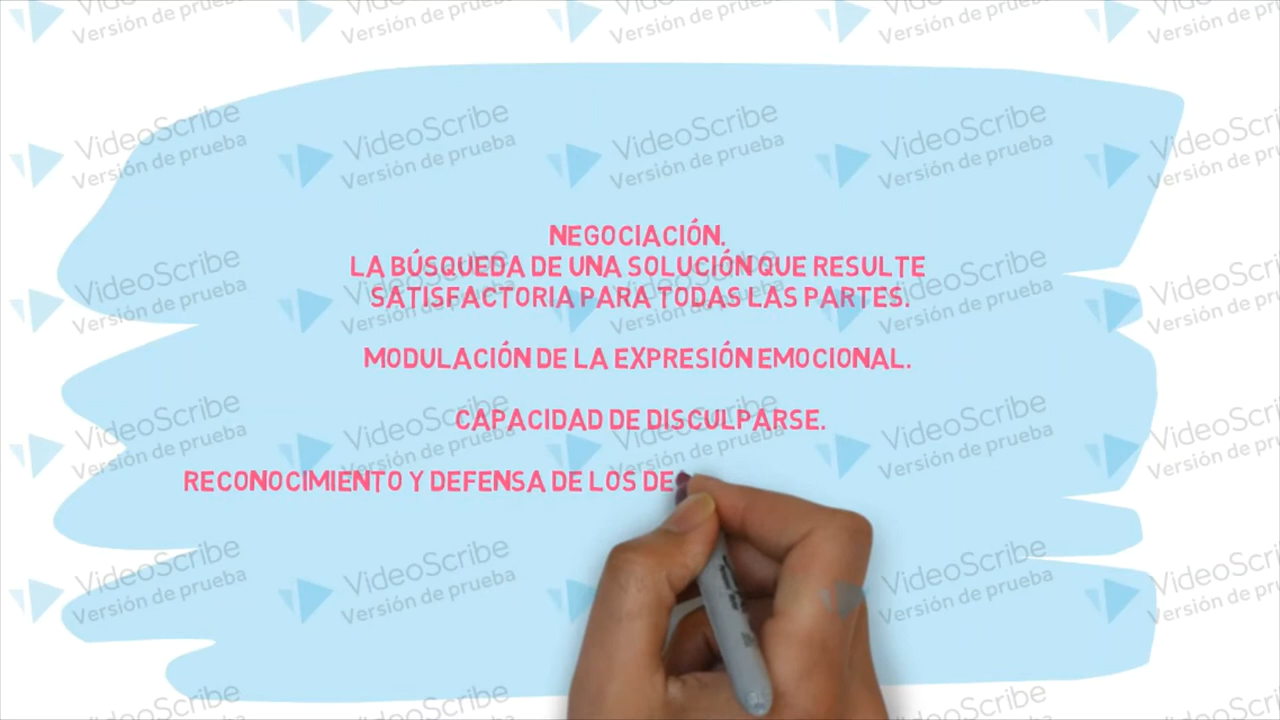 NEGOCIACIÓN.
LA BÚSQUEDA DE UNA SOLUCIÓN QUE RESULTE
SATISFACTORIA PARA TODAS LAS PARTES.
MODULACIÓN DE LA EXPRESIÓN EMOCIONAL.
CAPACIDAD DE DISCULPARSE.
RECONOCIMIENTO Y DEFENSA DE LOS DE
VideoScribe
Versión de prueba